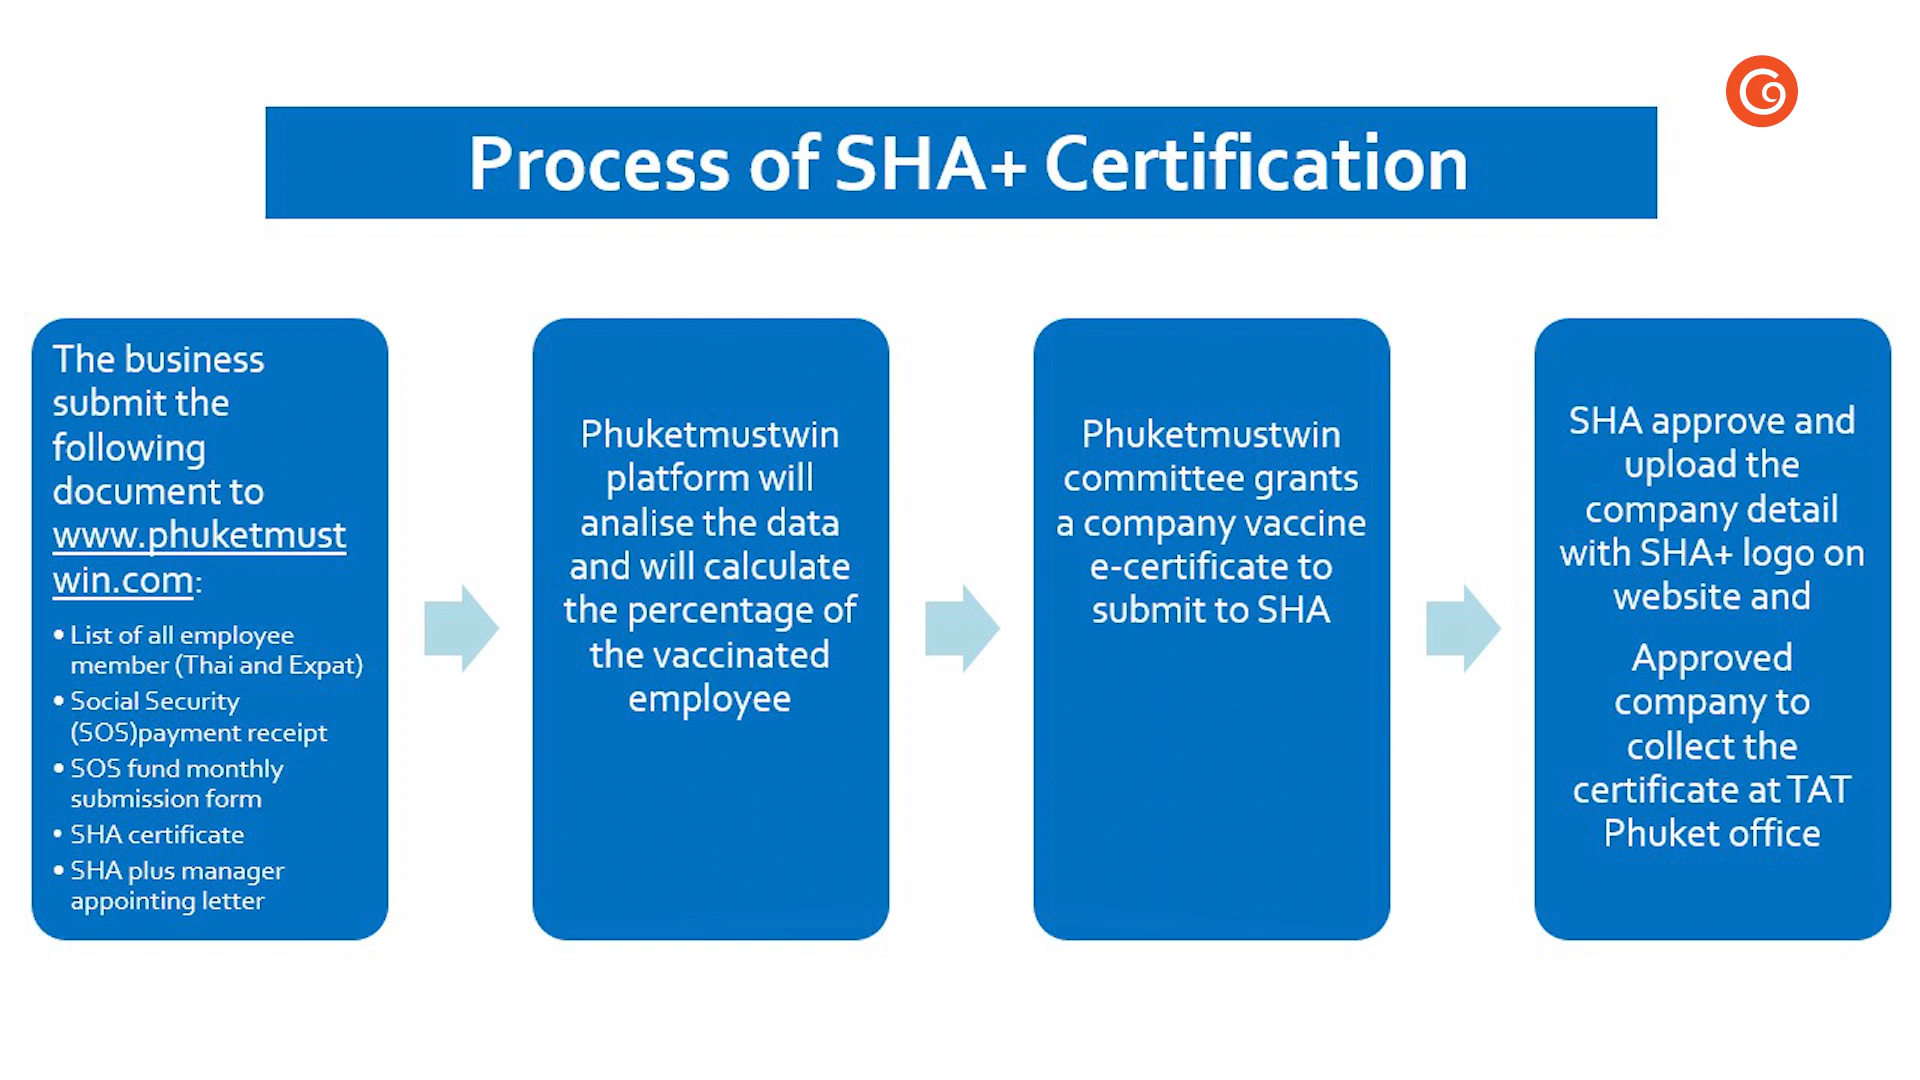 Process of SHA+ Certification
The business
submit the
following
document to
www.phuketmust
win.com:
• List of all employee
member (Thai and Expat)
• Social Security
(SOS)payment receipt
• SOS fund monthly
submission form
• SHA certificate
• SHA plus manager
appointing letter
Phuketmustwin
platform will
analise the data
and will calculate
the percentage of
the vaccinated
employee
Phuketmustwin
committee grants
a company vaccine
e-certificate to
submit to SHA
SHA approve and
upload the
company detail
with SHA+ logo on
website and
Approved
company to
collect the
certificate at TAT
Phuket office